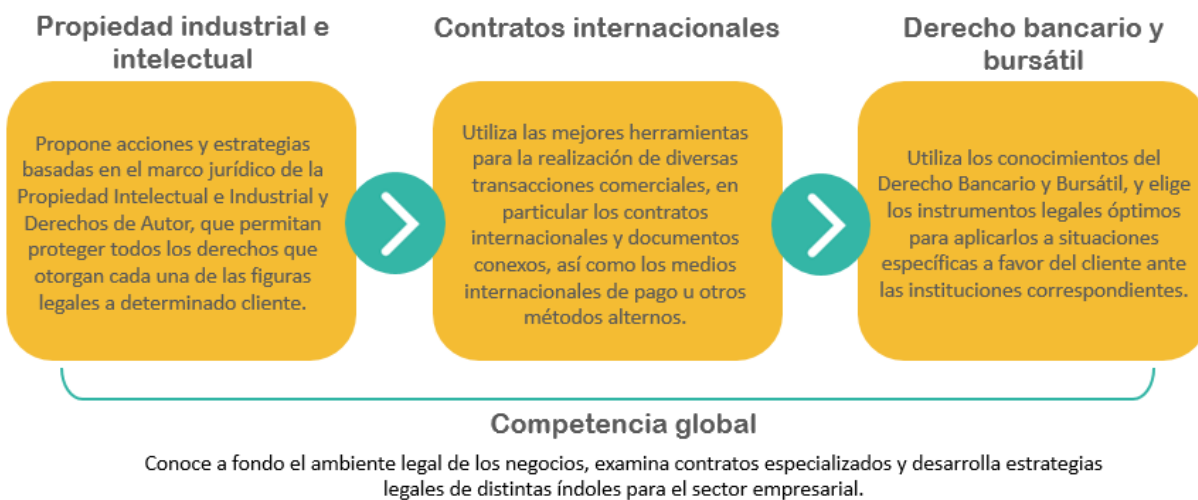 Propiedad industrial e
intelectual
Propone acciones y estrategias
basadas en el marco jurídico de la
Propiedad Intelectual e Industrial y
Derechos de Autor, que permitan
proteger todos los derechos que
otorgan cada una de las figuras
legales a determinado cliente.
Contratos internacionales
Utiliza las mejores herramientas
para la realización de diversas
transacciones comerciales, en
particular los contratos
internacionales y documentos
conexos, así como los medios
internacionales de pago u otros
métodos alternos.
Derecho bancario y
bursátil
Utiliza los conocimientos del
Derecho Bancario y Bursátil, y elige
los instrumentos legales óptimos
para aplicarlos a situaciones
específicas a favor del cliente ante
las instituciones correspondientes.
Competencia global
Conoce a fondo el ambiente legal de los negocios, examina contratos especializados y desarrolla estrategias
legales de distintas índoles para el sector empresarial.